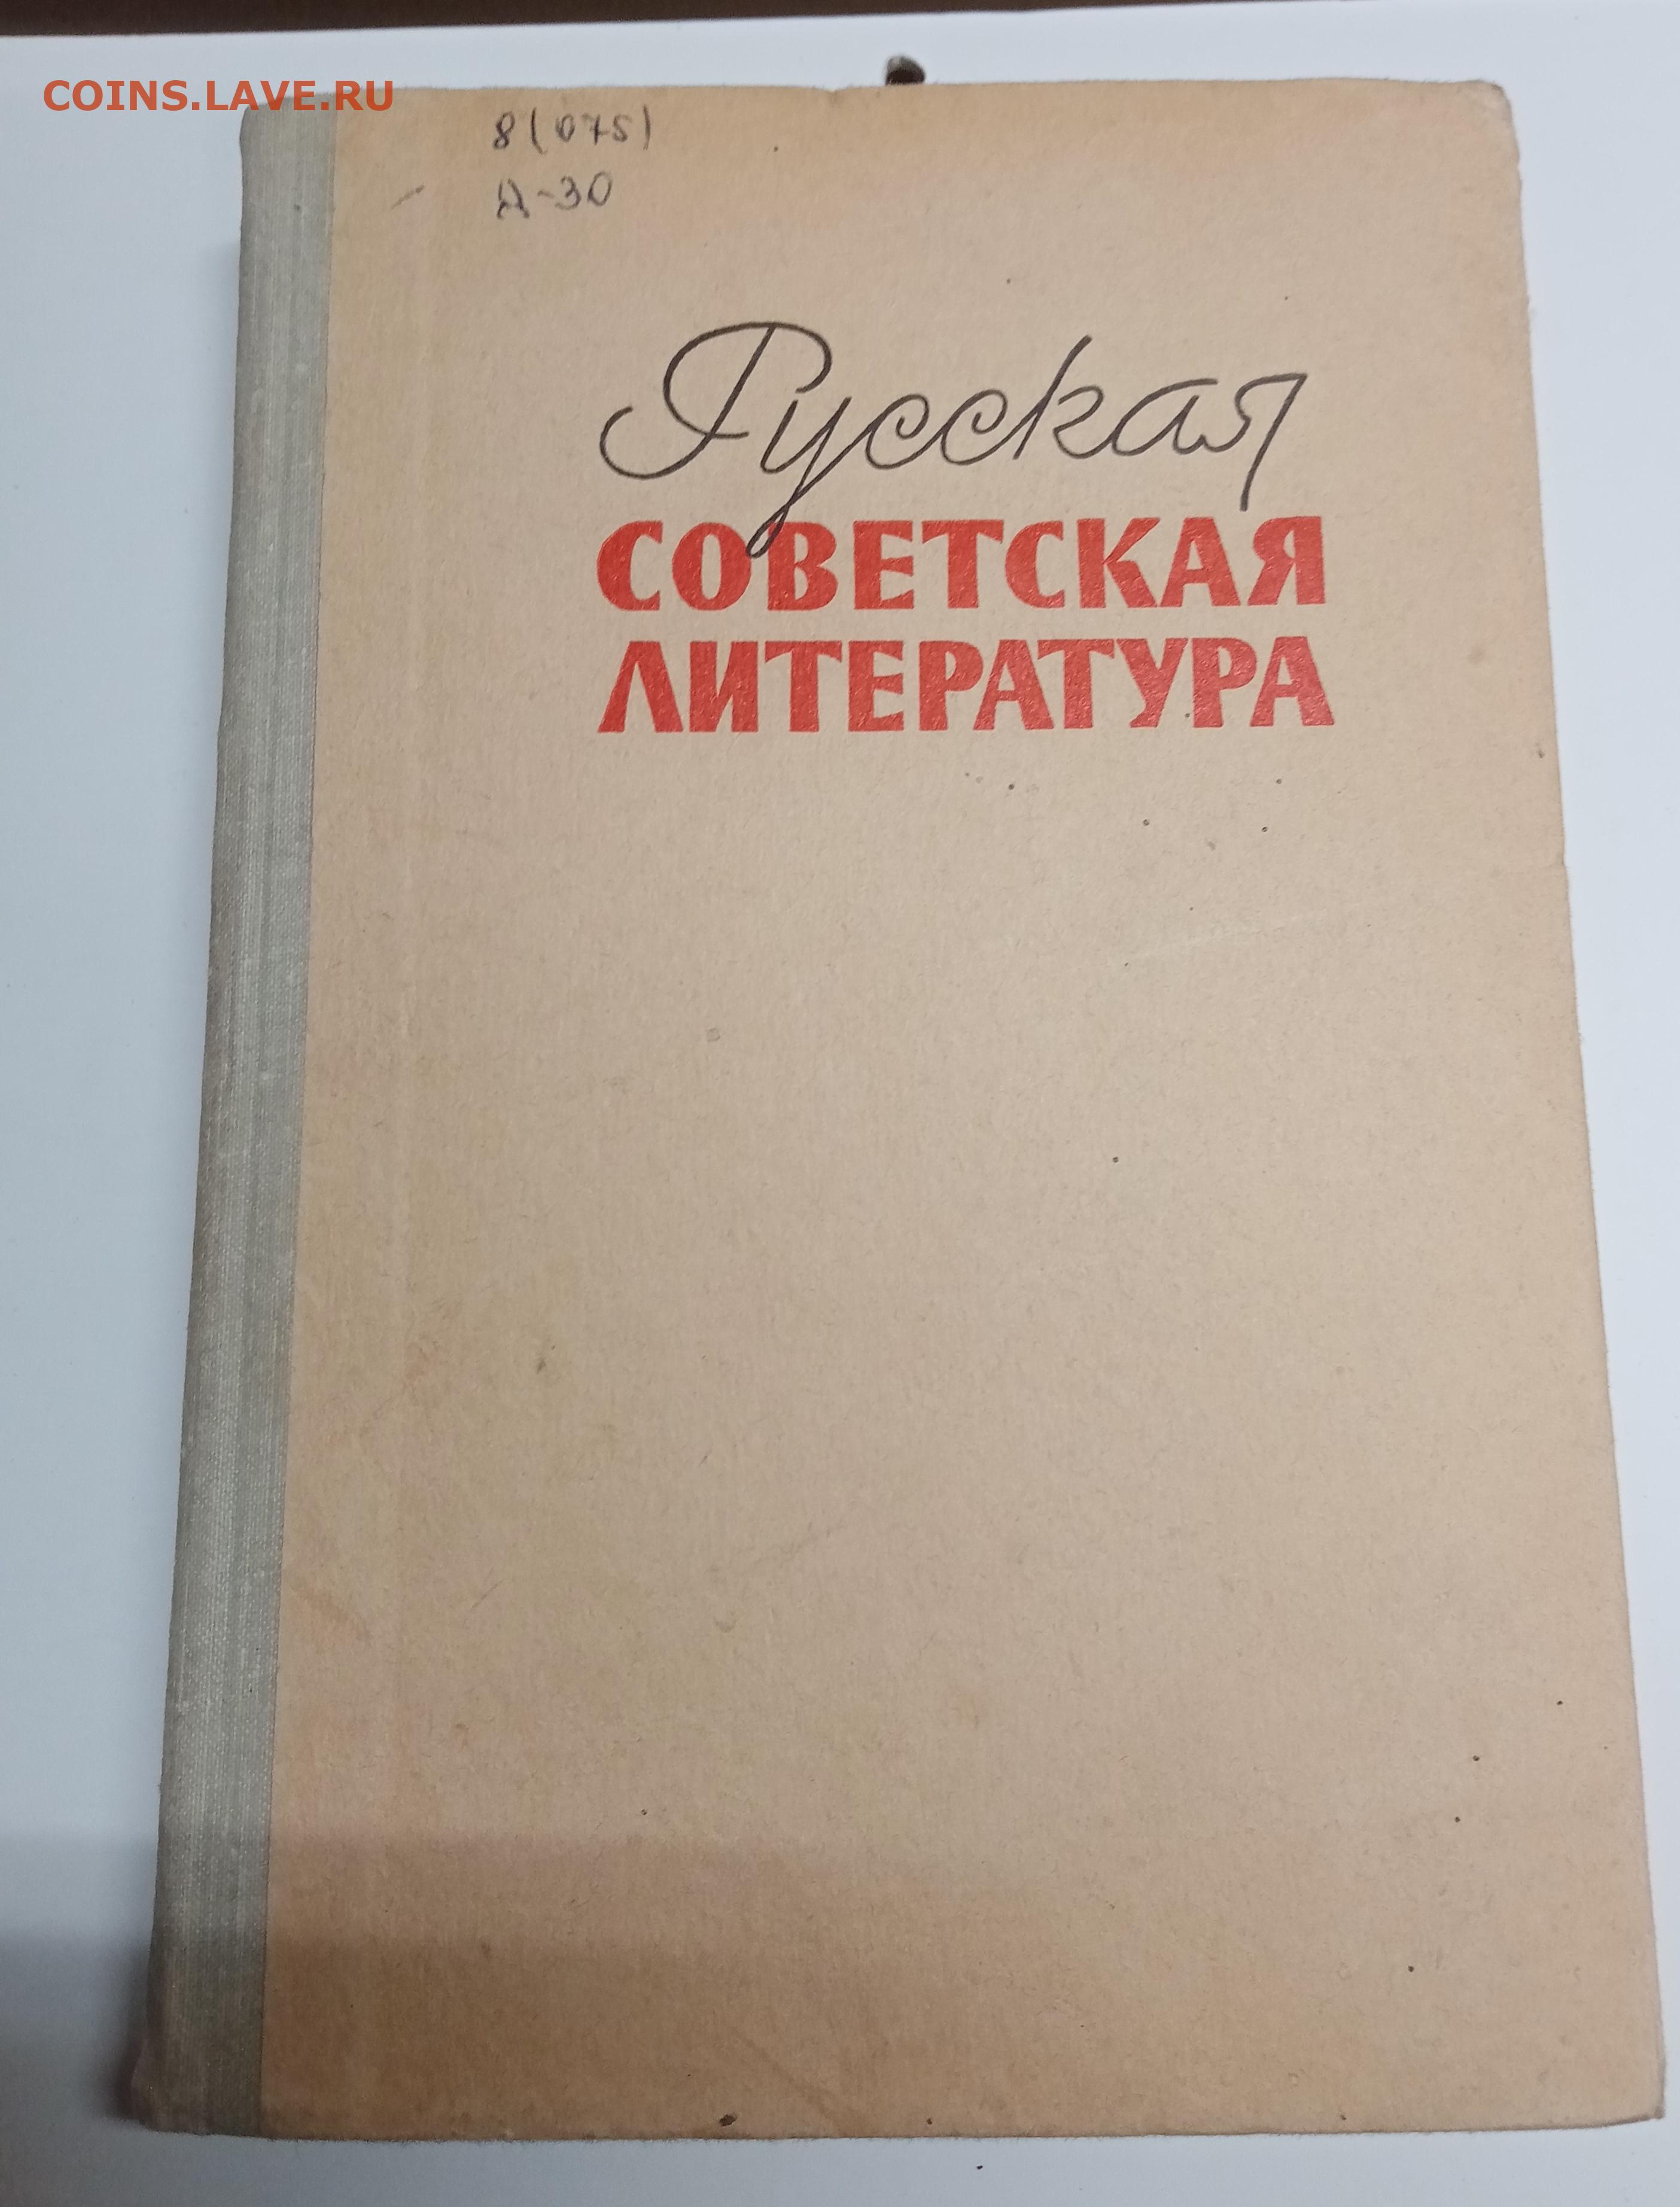 COINS.LAVE.RU
8(075)
Д-30
Русская
СОВЕТСКАЯ
ЛИТЕРАТУРА